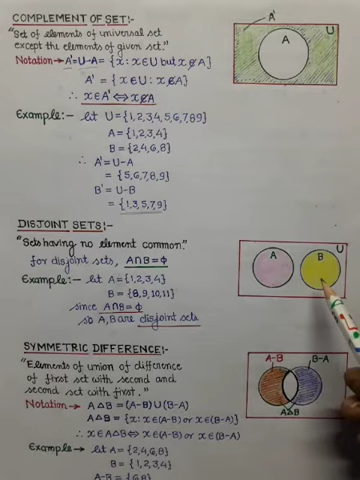 COMPLEMENT OF SET:-
"Set of elements of universal set
except the elements of given set."
Notation→ A'=U-A= {x: x∈U but x∉A}
A' = {x∈U: x∉A}
∴ x∈A' ⇔ x∉A
Example:- let U= {1,2,3,4,5,6,7,8,9}
A= {1,2,3,4}
B= {2,4,6,8}
∴ A'= U-A
= {5,6,7,8,9}
B'= U-B
= {1,3,5,7,9}
A'
A
U
DISJOINT SETS:-
"Sets having no element common."
for disjoint sets, A∩B=ϕ
Example:- let A= {1,2,3,4}
B = {8,9,10,11}
since A∩B=ϕ
so A,B are disjoint sets
A
B
U
SYMMETRIC DIFFERENCE:-
"Elements of union of difference
of first set with second and
second set with first."
Notation → A∆B = (A-B)∪(B-A)
A∆B = {x: x∈(A-B) or x∈(B-A)}
∴ x∈A∆B ⇔ x∈(A-B) or x∈(B-A)
Example → let A= {2,4,6,8}
B= {1,2,3,4}
A-B= {6,8}
A-B
B-A
A∆B